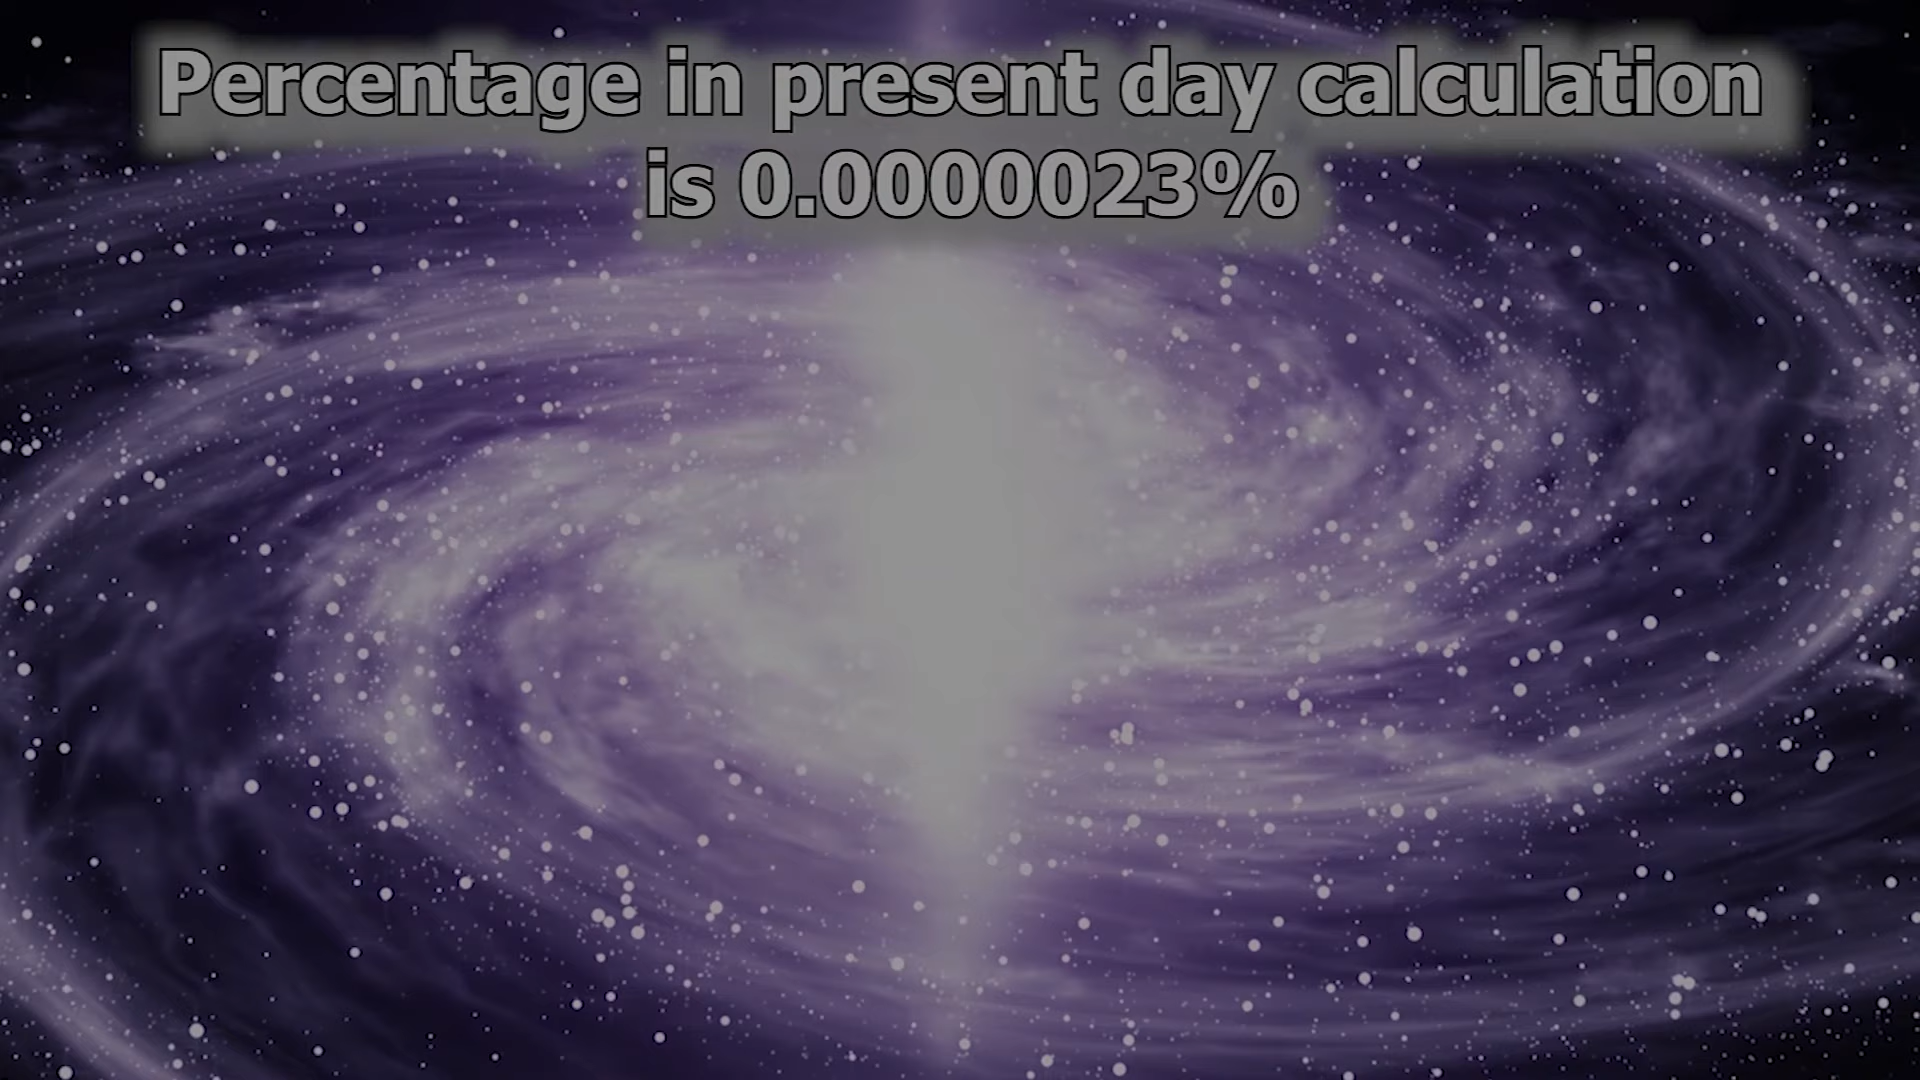 Percentage in present day calculation
is 0.0000023%